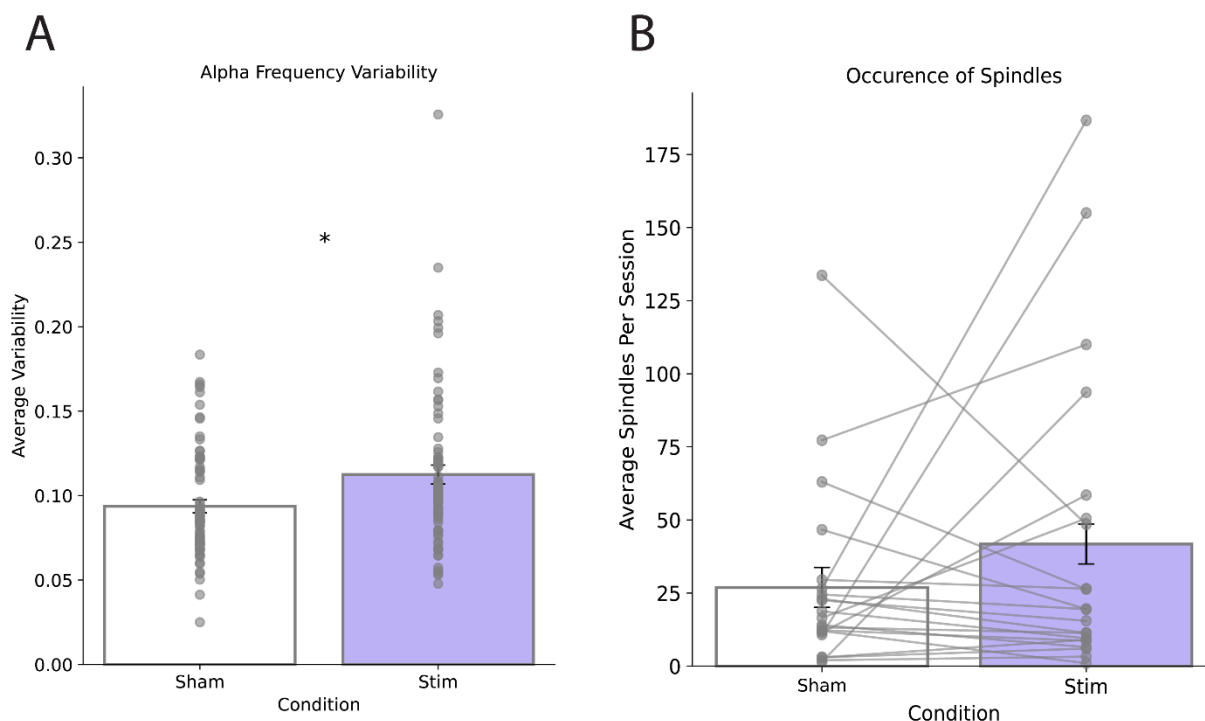 A
Alpha Frequency Variability
0.30
0.25
0.20
0.15
0.10
0.05
0.00
Average Variability
*
Sham
Stim
Condition
B
Occurence of Spindles
175
150
125
100
75
50
25
0
Average Spindles Per Session
Sham
Stim
Condition